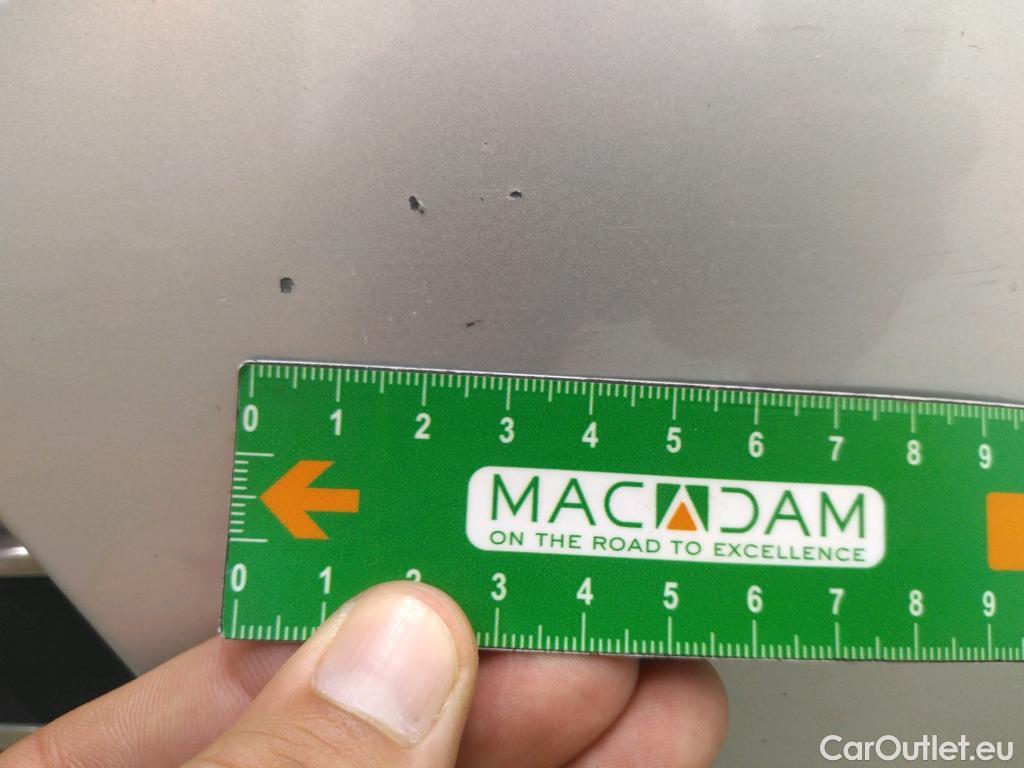 0 1 2 3 4 5 6 7 8 9
MACADAM
ON THE ROAD TO EXCELLENCE
0 1 2 3 4 5 6 7 8 9
CarOutlet.eu